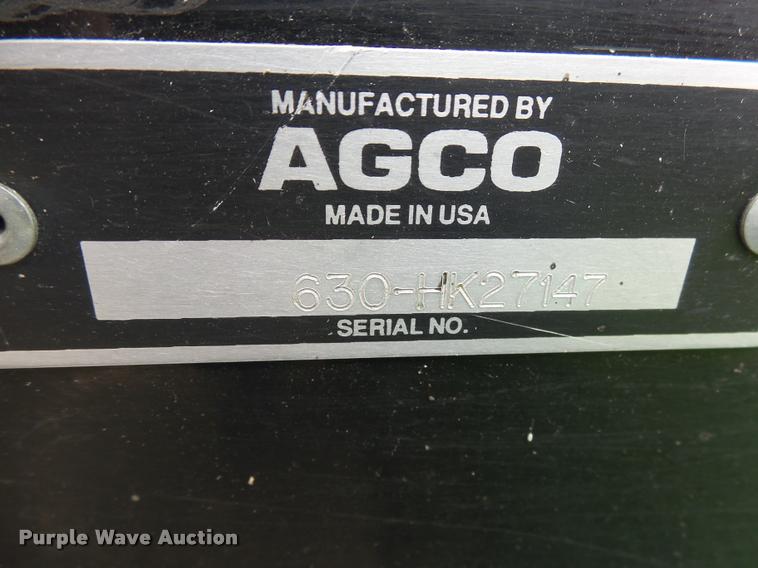 MANUFACTURED BY
AGCO
MADE IN USA
630-HK27147
SERIAL NO.
Purple Wave Auction